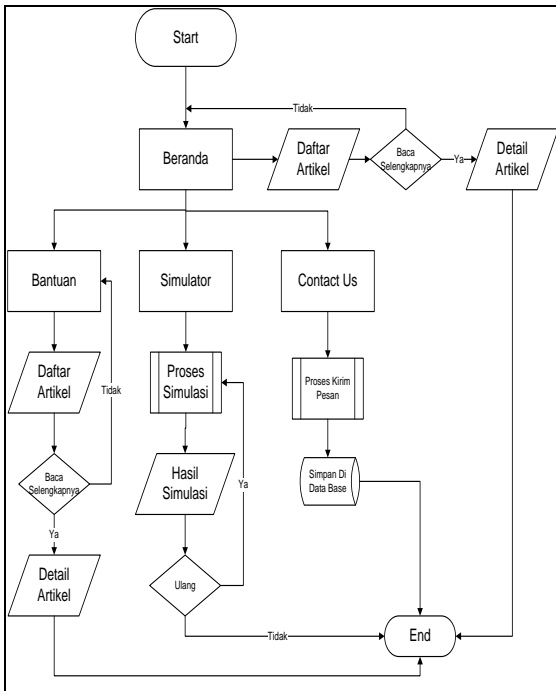 Start
Tidak
Beranda
Daftar
Artikel
Baca
Selengkapnya
Ya
Detail
Artikel
Bantuan
Simulator
Contact Us
Daftar
Artikel
Tidak
Proses
Simulasi
Proses Kirim
Pesan
Baca
Selengkapnya
Hasil
Simulasi
Ya
Simpan Di
Data Base
Ya
Detail
Artikel
Ulang
Tidak
End